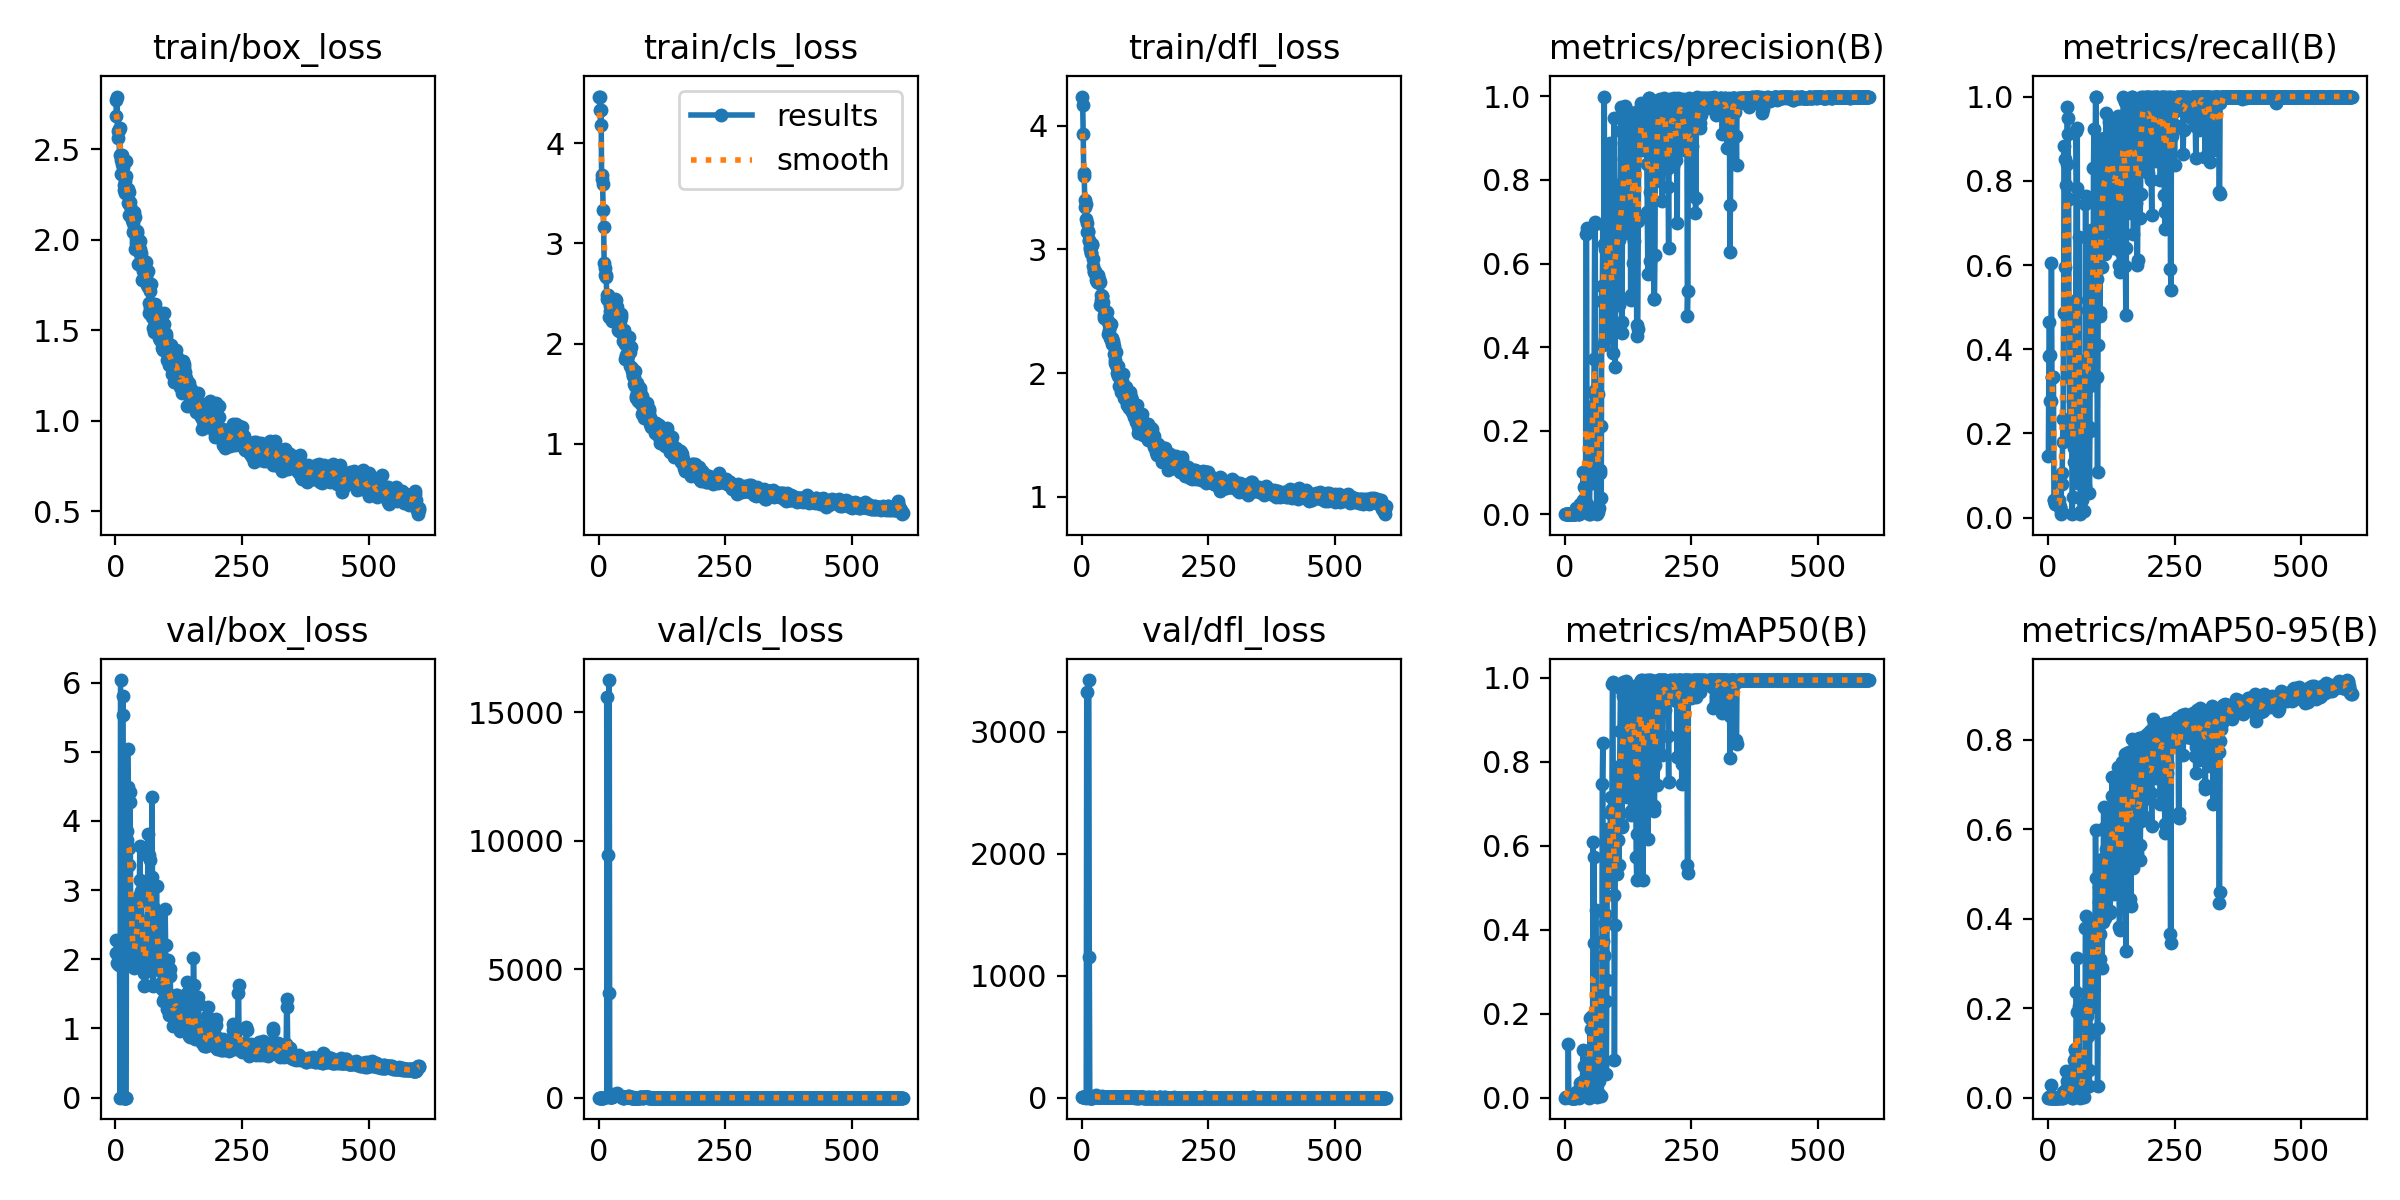 train/box_loss
2.5
2.0
1.5
1.0
0.5
0 250 500
train/cls_loss
results
smooth
4
3
2
1
0 250 500
train/dfl_loss
4
3
2
1
0 250 500
metrics/precision(B)
1.0
0.8
0.6
0.4
0.2
0.0
0 250 500
metrics/recall(B)
1.0
0.8
0.6
0.4
0.2
0.0
0 250 500
val/box_loss
6
5
4
3
2
1
0
0 250 500
val/cls_loss
15000
10000
5000
0
0 250 500
val/dfl_loss
3000
2000
1000
0
0 250 500
metrics/mAP50(B)
1.0
0.8
0.6
0.4
0.2
0.0
0 250 500
metrics/mAP50-95(B)
0.8
0.6
0.4
0.2
0.0
0 250 500